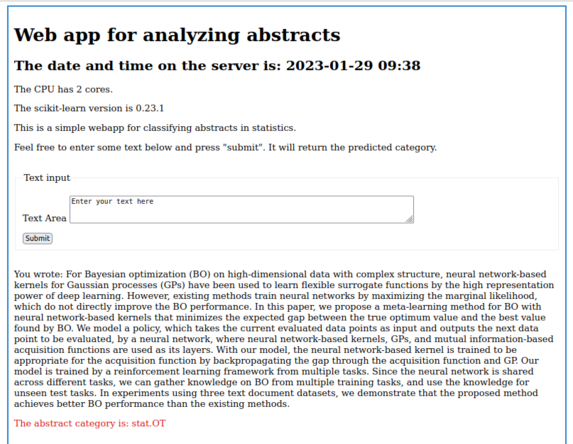 Web app for analyzing abstracts
The date and time on the server is: 2023-01-29 09:38
The CPU has 2 cores.
The scikit-learn version is 0.23.1
This is a simple webapp for classifying abstracts in statistics.
Feel free to enter some text below and press "submit". It will return the predicted category.
Text input
Enter your text here
Text Area
Submit
You wrote: For Bayesian optimization (BO) on high-dimensional data with complex structure, neural network-based
kernels for Gaussian processes (GPs) have been used to learn flexible surrogate functions by the high representation
power of deep learning. However, existing methods train neural networks by maximizing the marginal likelihood,
which do not directly improve the BO performance. In this paper, we propose a meta-learning method for BO with
neural network-based kernels that minimizes the expected gap between the true optimum value and the best value
found by BO. We model a policy, which takes the current evaluated data points as input and outputs the next data
point to be evaluated, by a neural network, where neural network-based kernels, GPs, and mutual information-based
acquisition functions are used as its layers. With our model, the neural network-based kernel is trained to be
appropriate for the acquisition function by backpropagating the gap through the acquisition function and GP. Our
model is trained by a reinforcement learning framework from multiple tasks. Since the neural network is shared
across different tasks, we can gather knowledge on BO from multiple training tasks, and use the knowledge for
unseen test tasks. In experiments using three text document datasets, we demonstrate that the proposed method
achieves better BO performance than the existing methods.
The abstract category is: stat.OT